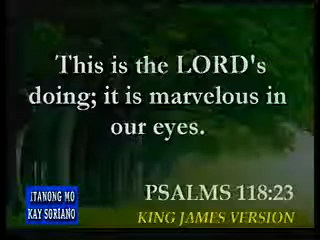 This is the LORD's
doing; it is marvelous in
our eyes.
PSALMS 118:23
KING JAMES VERSION
ITANONG MO
KAY SORIANO